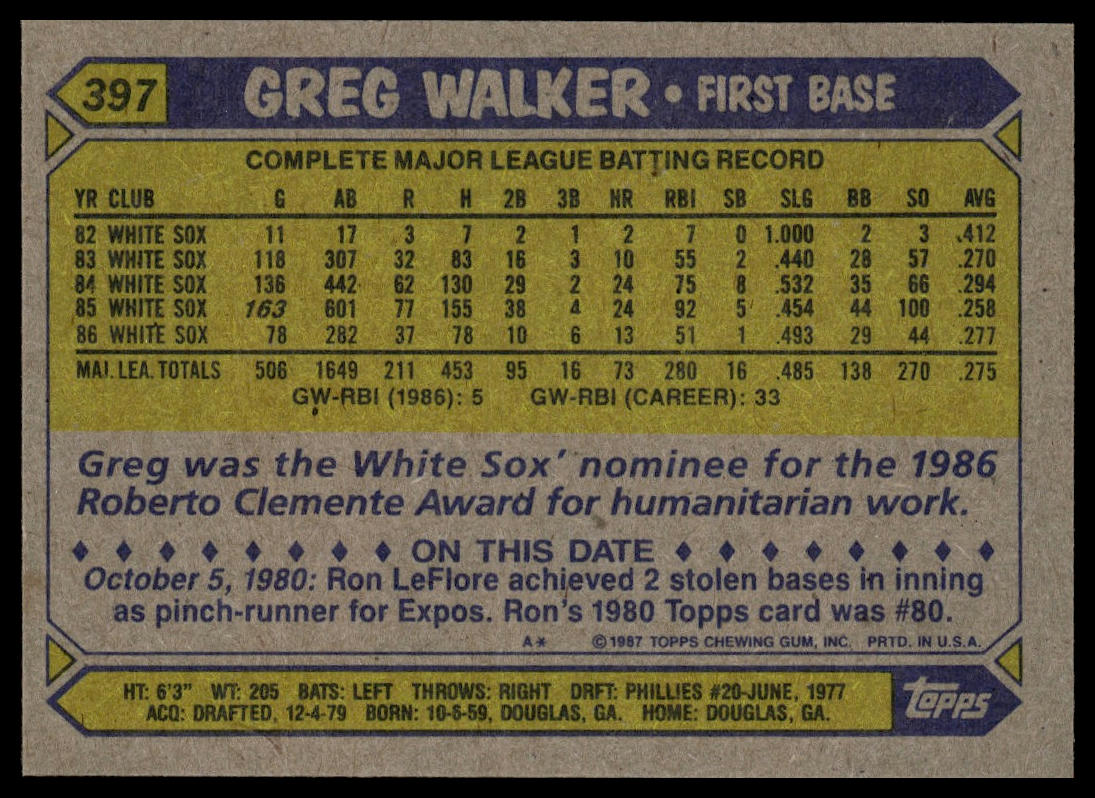 397 GREG WALKER • FIRST BASE
COMPLETE MAJOR LEAGUE BATTING RECORD
YR CLUB G AB R H 2B 3B HR RBI SB SLG BB SO AVG
82 WHITE SOX 11 17 3 7 2 1 2 7 0 1.000 2 3 .412
83 WHITE SOX 118 307 32 83 16 3 10 55 2 .440 28 57 .270
84 WHITE SOX 136 442 62 130 29 2 24 75 8 .532 35 66 .294
85 WHITE SOX 163 601 77 155 38 4 24 92 5 .454 44 100 .258
86 WHITE SOX 78 282 37 78 10 6 13 51 1 .493 29 44 .277
MAJ. LEA. TOTALS 506 1649 211 453 95 16 73 280 16 .485 138 270 .275
GW-RBI (1986): 5 GW-RBI (CAREER): 33
Greg was the White Sox' nominee for the 1986
Roberto Clemente Award for humanitarian work.
ON THIS DATE
October 5, 1980: Ron LeFlore achieved 2 stolen bases in inning
as pinch-runner for Expos. Ron's 1980 Topps card was #80.
A* ©1987 TOPPS CHEWING GUM, INC. PRTD. IN U.S.A.
HT: 6'3" WT: 205 BATS: LEFT THROWS: RIGHT DRFT: PHILLIES #20-JUNE, 1977
ACQ: DRAFTED, 12-4-79 BORN: 10-6-59, DOUGLAS, GA. HOME: DOUGLAS, GA.
topps